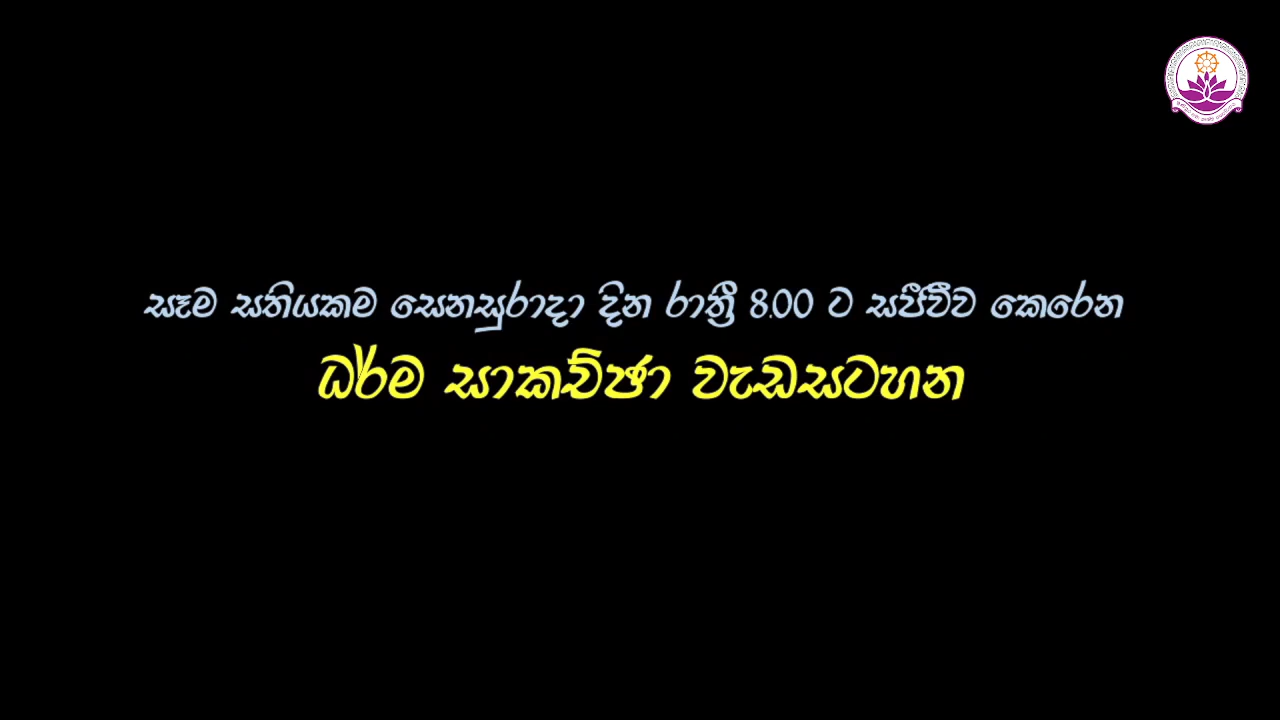 සෑම සතියකම සෙනසුරාදා දින රාත්‍රී 8.00 ට සජීවීව කෙරෙන
ධර්ම සාකච්ඡා වැඩසටහන